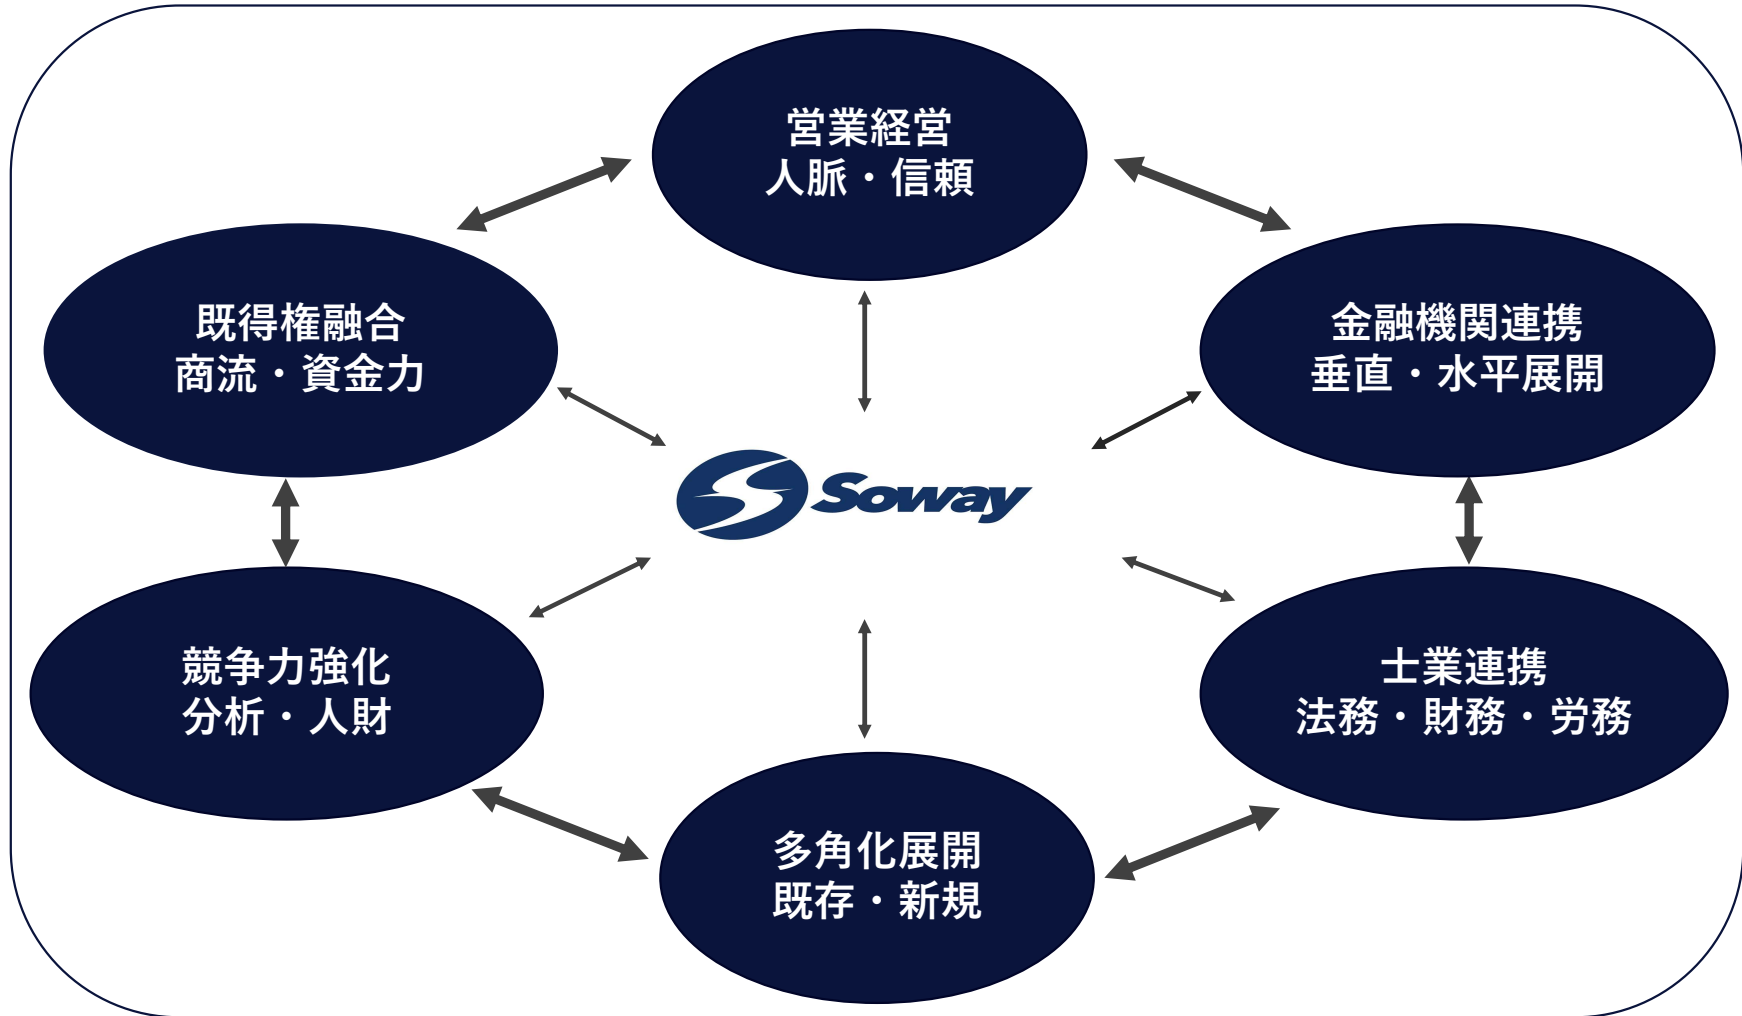 営業経営
人脈・信頼
既得権融合
商流・資金力
金融機関連携
垂直・水平展開
Soway
競争力強化
分析・人財
士業連携
法務・財務・労務
多角化展開
既存・新規